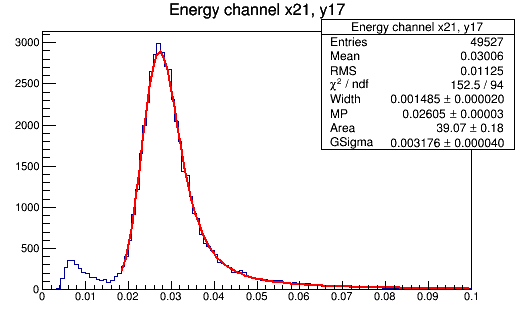 Energy channel x21, y17
Energy channel x21, y17
Entries 49527
Mean 0.03006
RMS 0.01125
χ² / ndf 152.5 / 94
Width 0.001485 ± 0.000020
MP 0.02605 ± 0.00003
Area 39.07 ± 0.18
GSigma 0.003176 ± 0.000040
3000
2500
2000
1500
1000
500
0
0 0.01 0.02 0.03 0.04 0.05 0.06 0.07 0.08 0.09 0.1